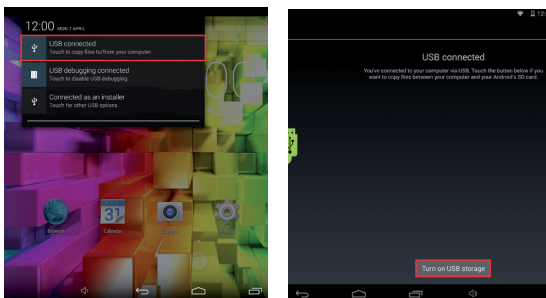 12:00 MON 7 APRIL
USB connected
Touch to copy files to/from your computer.
USB debugging connected
Touch to disable USB debugging.
Connected as an installer
Touch for other USB options.
Browser
Calendar
31
12:
USB connected
You've connected to your computer via USB. Touch the button below if you
want to copy files between your computer and your Android's SD card.
Turn on USB storage